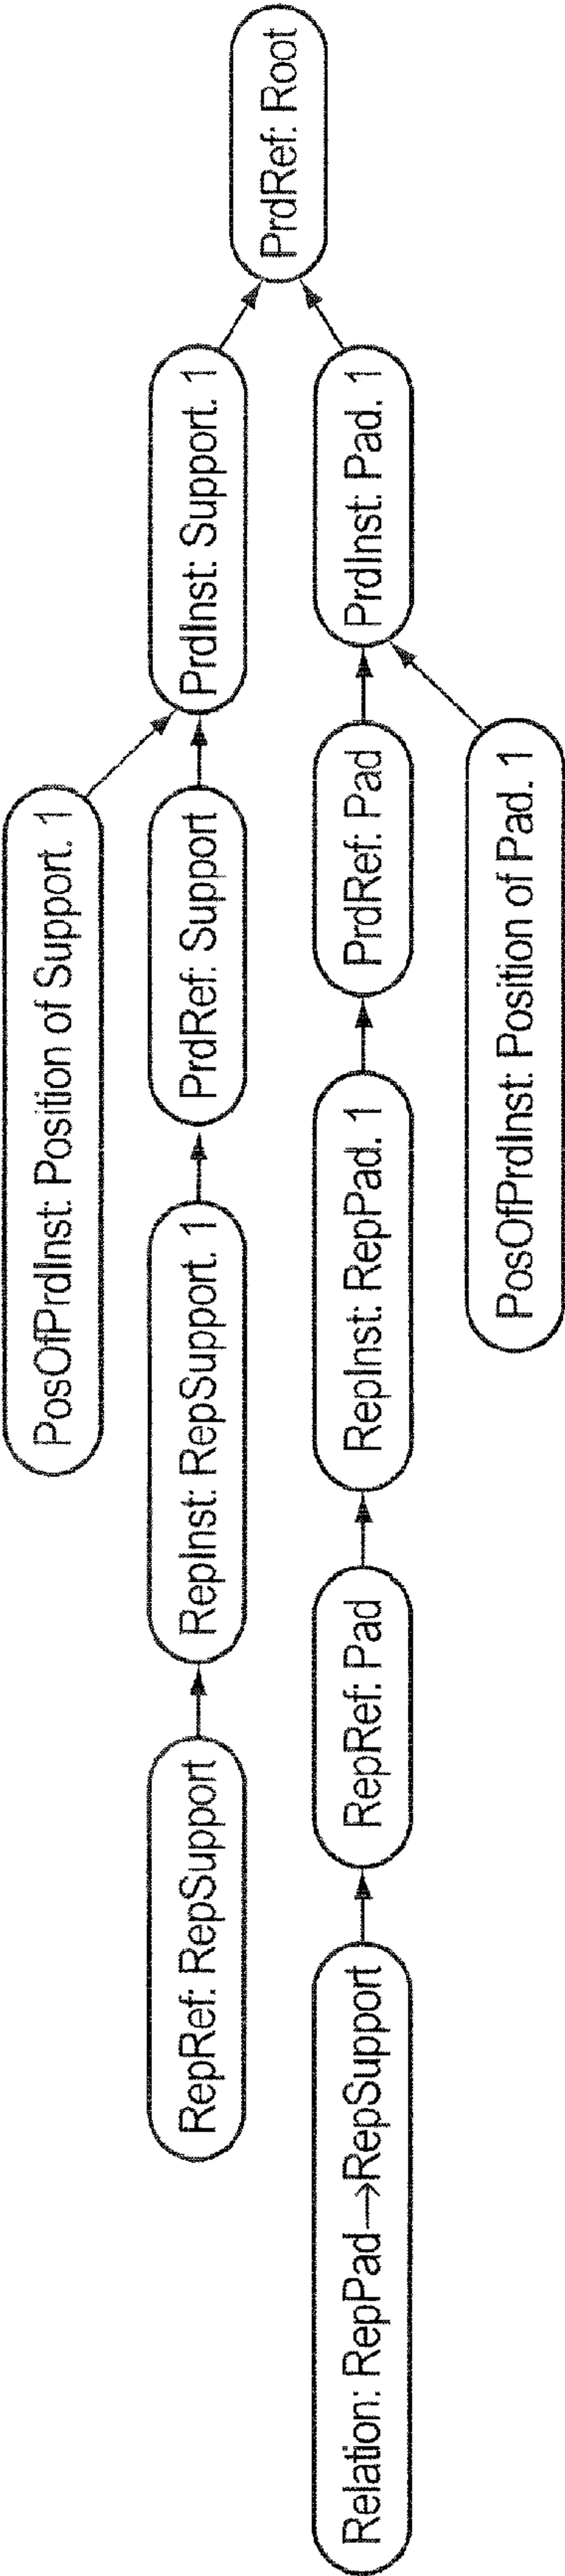 PosOfPrdInst: Position of Support. 1
RepRef: RepSupport
RepInst: RepSupport. 1
PrdRef: Support
PrdInst: Support. 1
PrdRef: Root
Relation: RepPad→RepSupport
RepRef: Pad
RepInst: RepPad. 1
PrdRef: Pad
PrdInst: Pad. 1
PosOfPrdInst: Position of Pad. 1